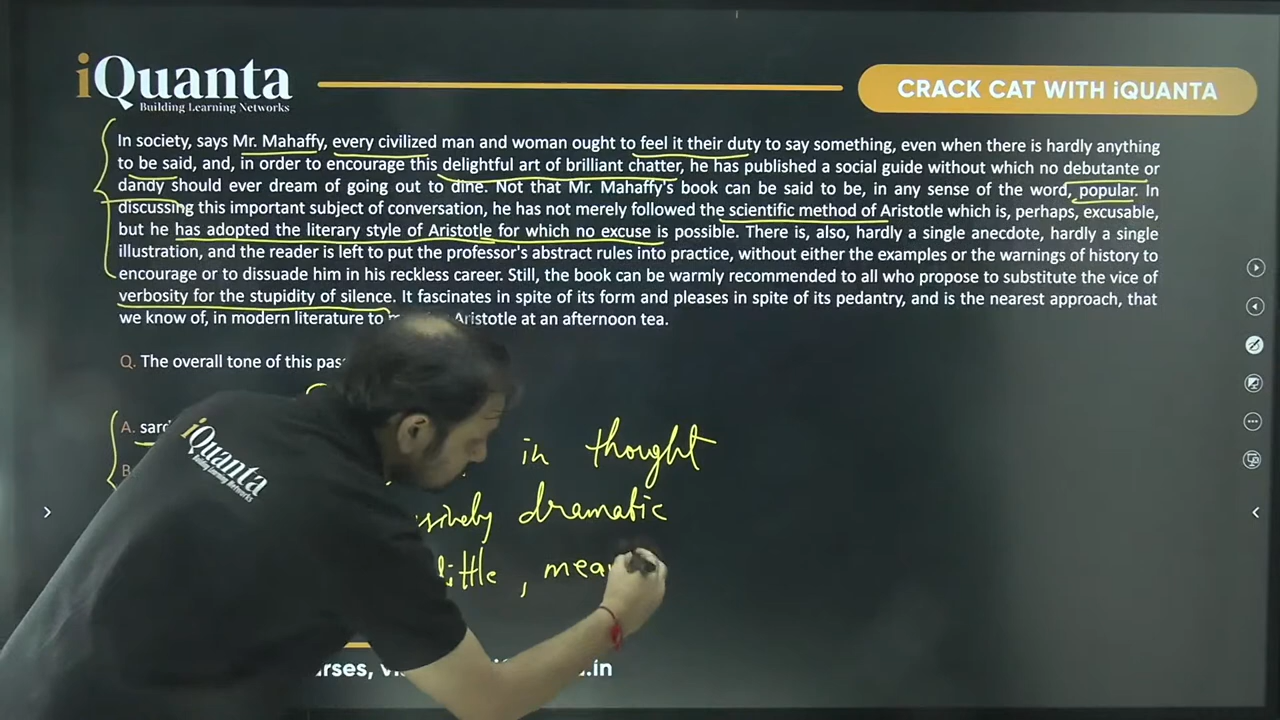 iQuanta
Building Learning Networks
CRACK CAT WITH iQUANTA
In society, says Mr. Mahaffy, every civilized man and woman ought to feel it their duty to say something, even when there is hardly anything
to be said, and, in order to encourage this delightful art of brilliant chatter, he has published a social guide without which no debutante or
dandy should ever dream of going out to dine. Not that Mr. Mahaffy's book can be said to be, in any sense of the word, popular. In
discussing this important subject of conversation, he has not merely followed the scientific method of Aristotle which is, perhaps, excusable,
but he has adopted the literary style of Aristotle for which no excuse is possible. There is, also, hardly a single anecdote, hardly a single
illustration, and the reader is left to put the professor's abstract rules into practice, without either the examples or the warnings of history to
encourage or to dissuade him in his reckless career. Still, the book can be warmly recommended to all who propose to substitute the vice of
verbosity for the stupidity of silence. It fascinates in spite of its form and pleases in spite of its pedantry, and is the nearest approach, that
we know of, in modern literature to Aristotle at an afternoon tea.
Q. The overall tone of this
A.
B.
in thought
dramatic
little,
iQuanta
Building Learning Networks